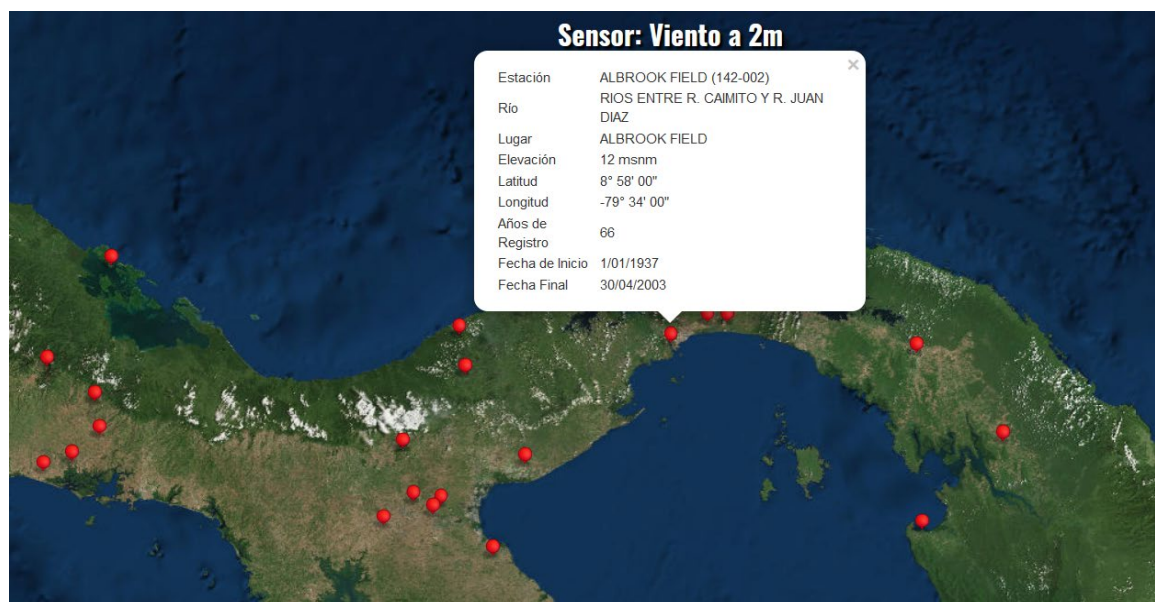 Sensor: Viento a 2m
×
Estación ALBROOK FIELD (142-002)
Río RIOS ENTRE R. CAIMITO Y R. JUAN
DIAZ
Lugar ALBROOK FIELD
Elevación 12 msnm
Latitud 8° 58' 00"
Longitud -79° 34' 00"
Años de
Registro 66
Fecha de Inicio 1/01/1937
Fecha Final 30/04/2003